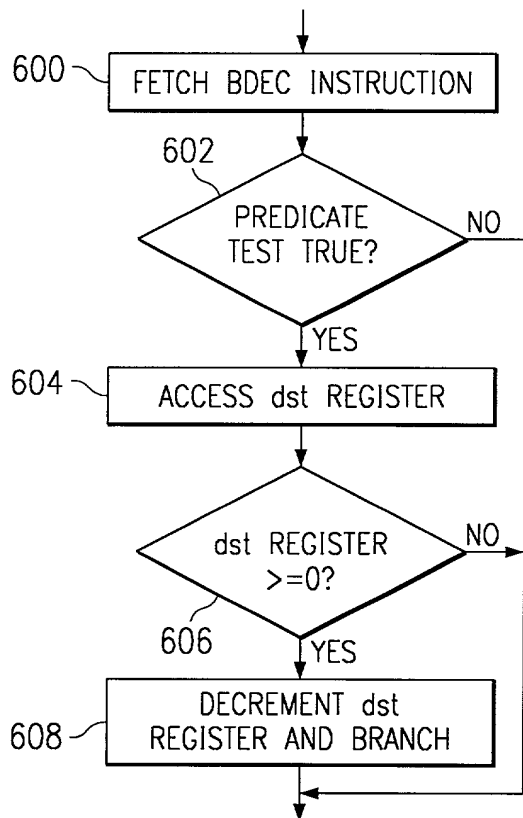 600
FETCH BDEC INSTRUCTION
602
PREDICATE
TEST TRUE?
NO
YES
604
ACCESS dst REGISTER
dst REGISTER
>=0?
NO
606
YES
608
DECREMENT dst
REGISTER AND BRANCH